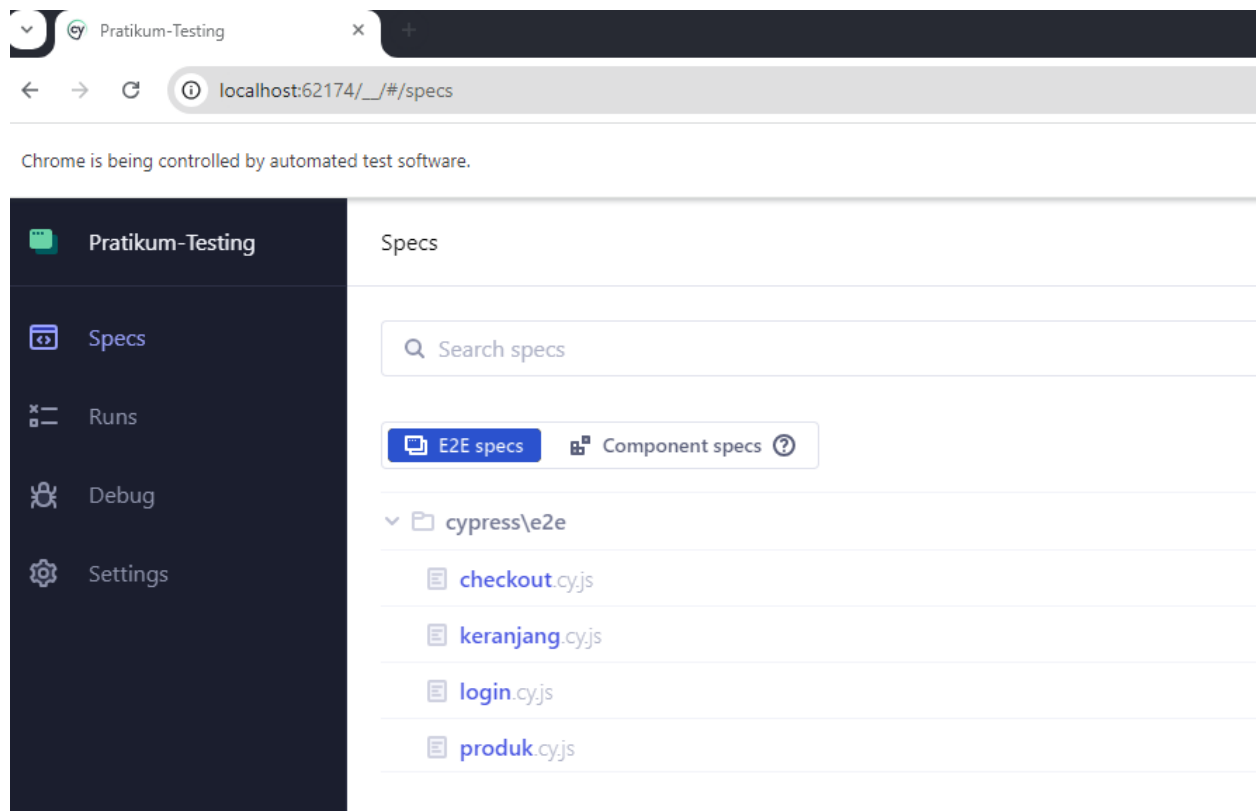 cy Pratikum-Testing
localhost:62174/__/#/specs
Chrome is being controlled by automated test software.
Pratikum-Testing
Specs
Runs
Debug
Settings
Specs
Search specs
E2E specs Component specs
cypress\e2e
checkout.cy.js
keranjang.cy.js
login.cy.js
produk.cy.js